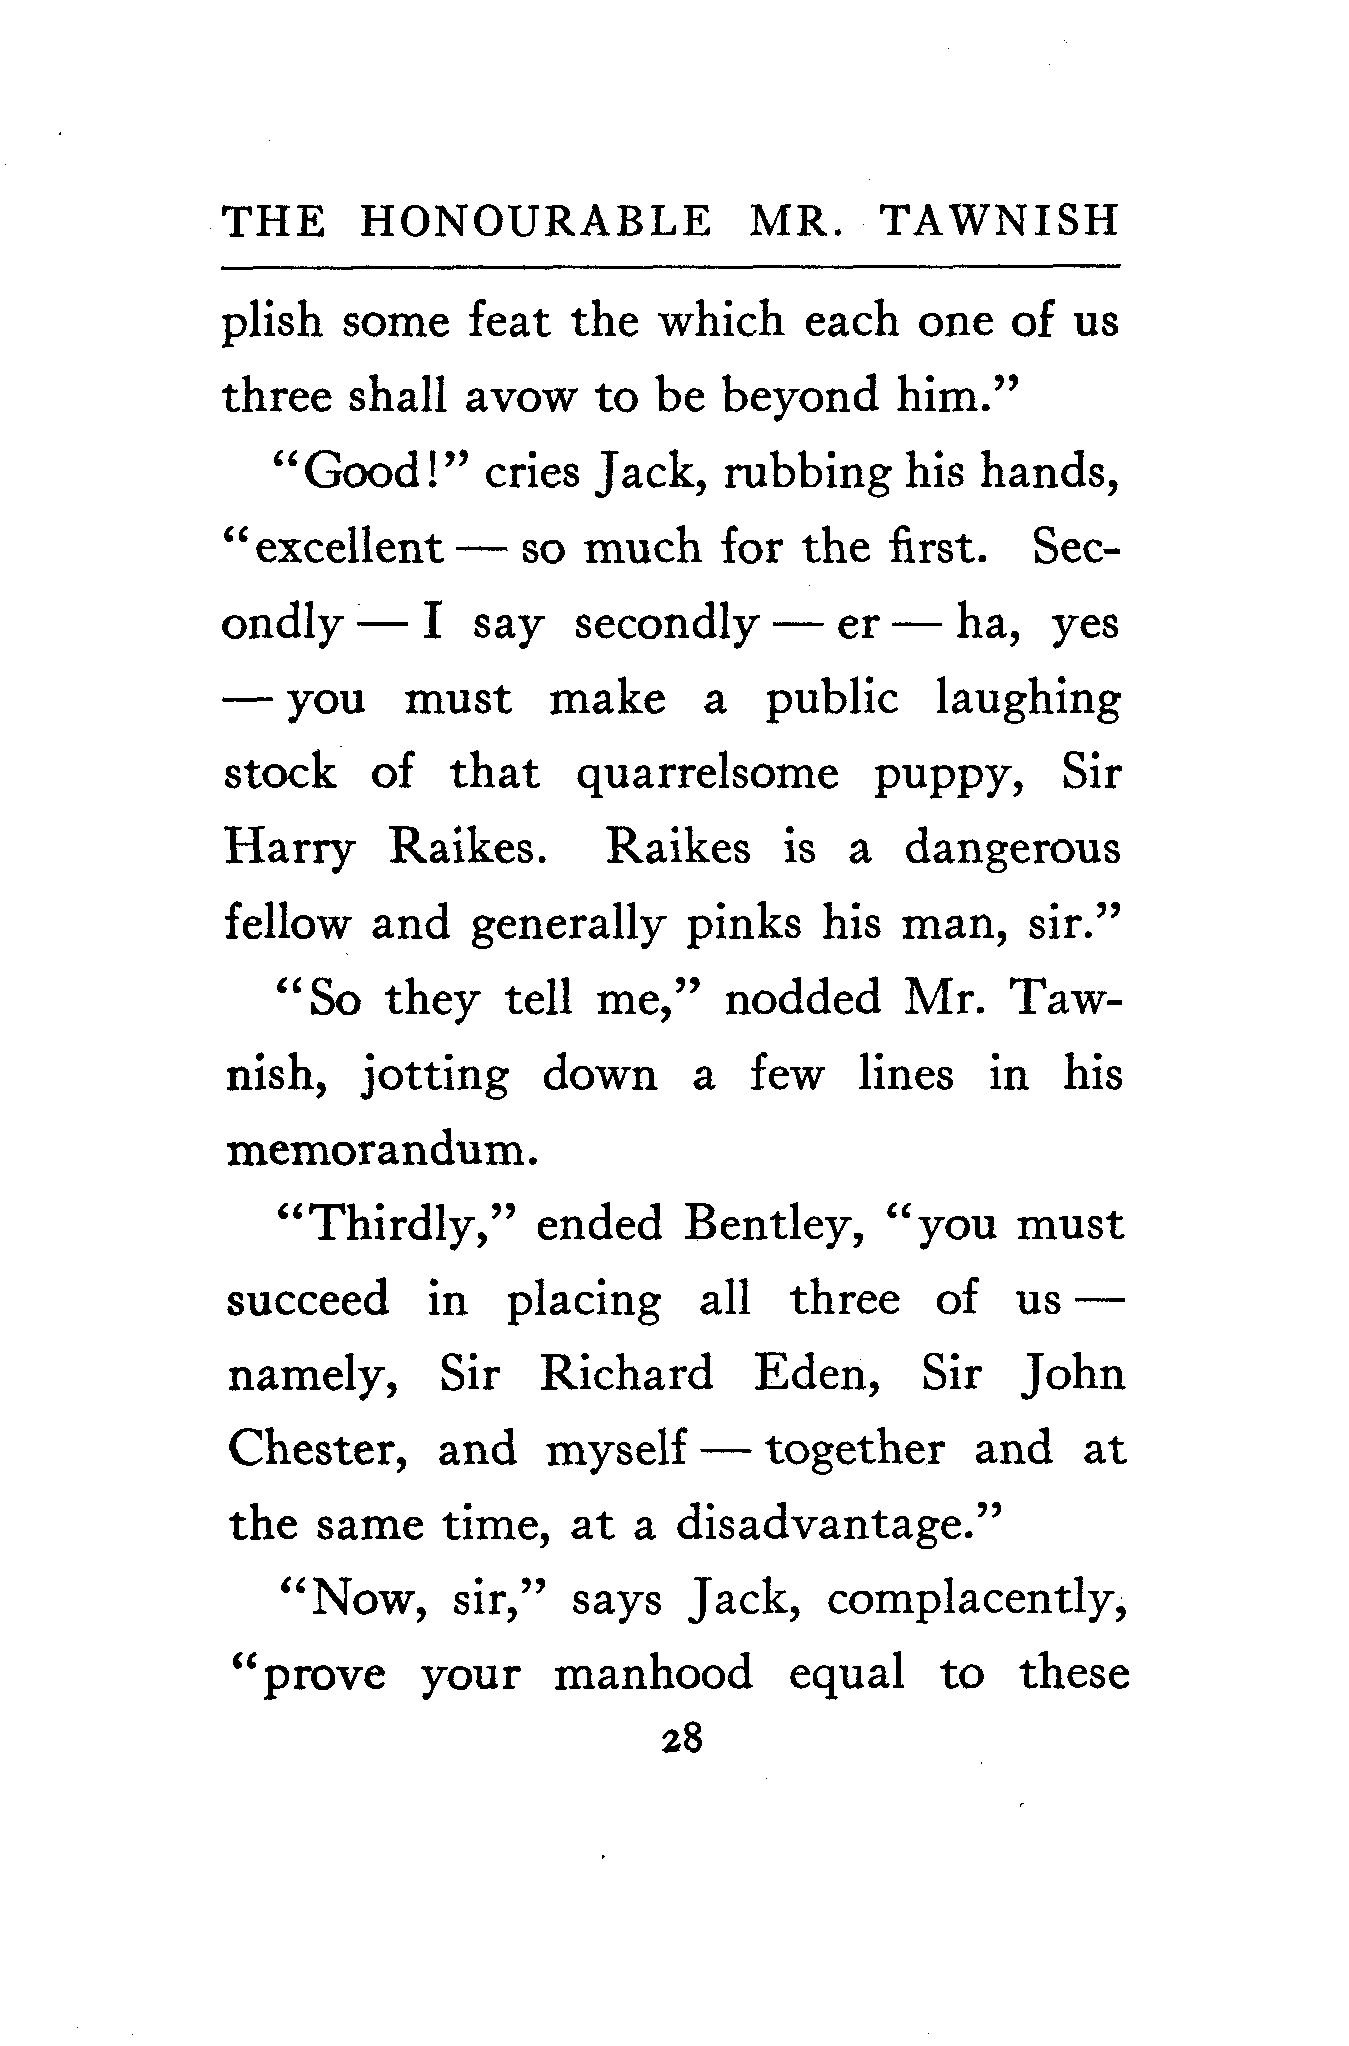 THE HONOURABLE MR. TAWNISH
plish some feat the which each one of us
three shall avow to be beyond him.”
“Good!” cries Jack, rubbing his hands,
“excellent — so much for the first. Sec-
ondly — I say secondly — er — ha, yes
— you must make a public laughing
stock of that quarrelsome puppy, Sir
Harry Raikes. Raikes is a dangerous
fellow and generally pinks his man, sir.”
“So they tell me,” nodded Mr. Taw-
nish, jotting down a few lines in his
memorandum.
“Thirdly,” ended Bentley, “you must
succeed in placing all three of us —
namely, Sir Richard Eden, Sir John
Chester, and myself — together and at
the same time, at a disadvantage.”
“Now, sir,” says Jack, complacently,
“prove your manhood equal to these
28